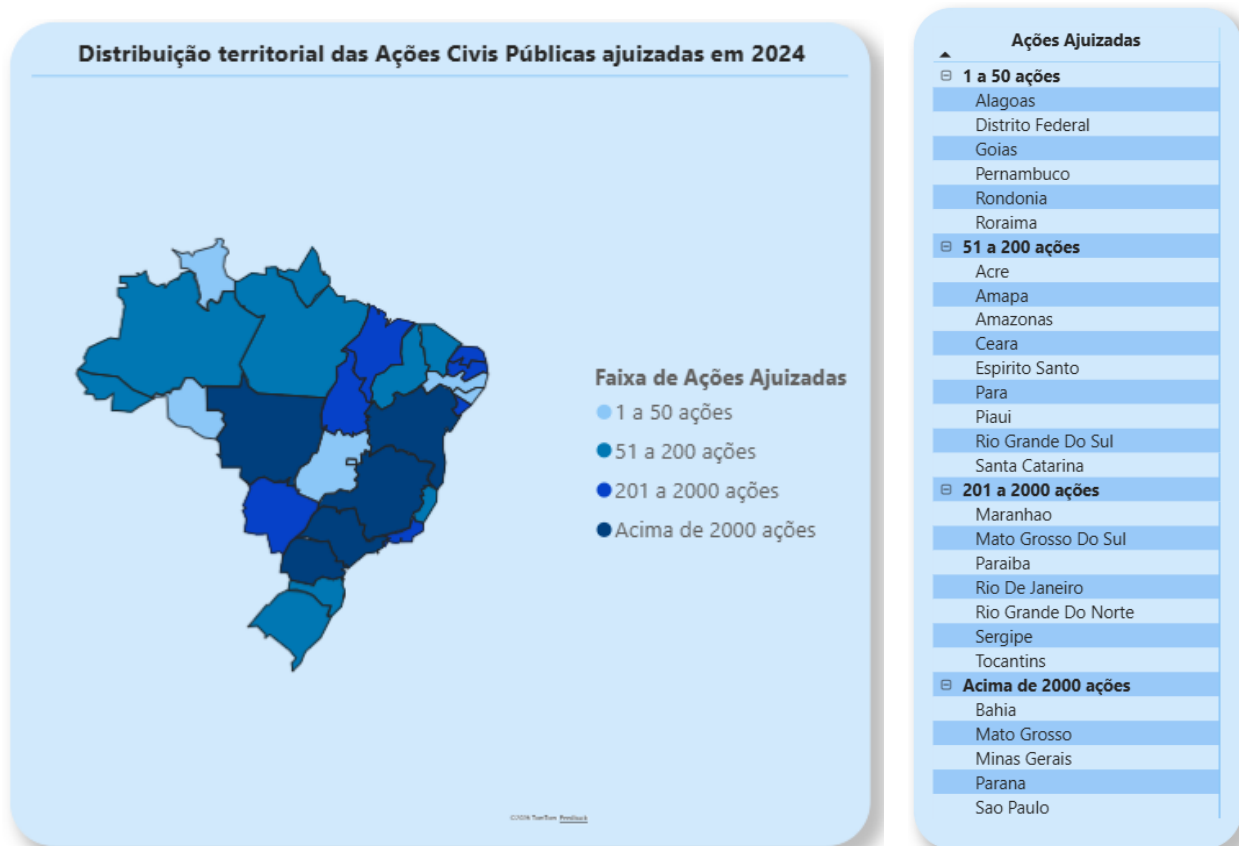 Distribuição territorial das Ações Civis Públicas ajuizadas em 2024
Faixa de Ações Ajuizadas
1 a 50 ações
51 a 200 ações
201 a 2000 ações
Acima de 2000 ações
TomTom Feedback
Ações Ajuizadas
1 a 50 ações
Alagoas
Distrito Federal
Goias
Pernambuco
Rondonia
Roraima
51 a 200 ações
Acre
Amapa
Amazonas
Ceara
Espirito Santo
Para
Piaui
Rio Grande Do Sul
Santa Catarina
201 a 2000 ações
Maranhao
Mato Grosso Do Sul
Paraiba
Rio De Janeiro
Rio Grande Do Norte
Sergipe
Tocantins
Acima de 2000 ações
Bahia
Mato Grosso
Minas Gerais
Parana
Sao Paulo